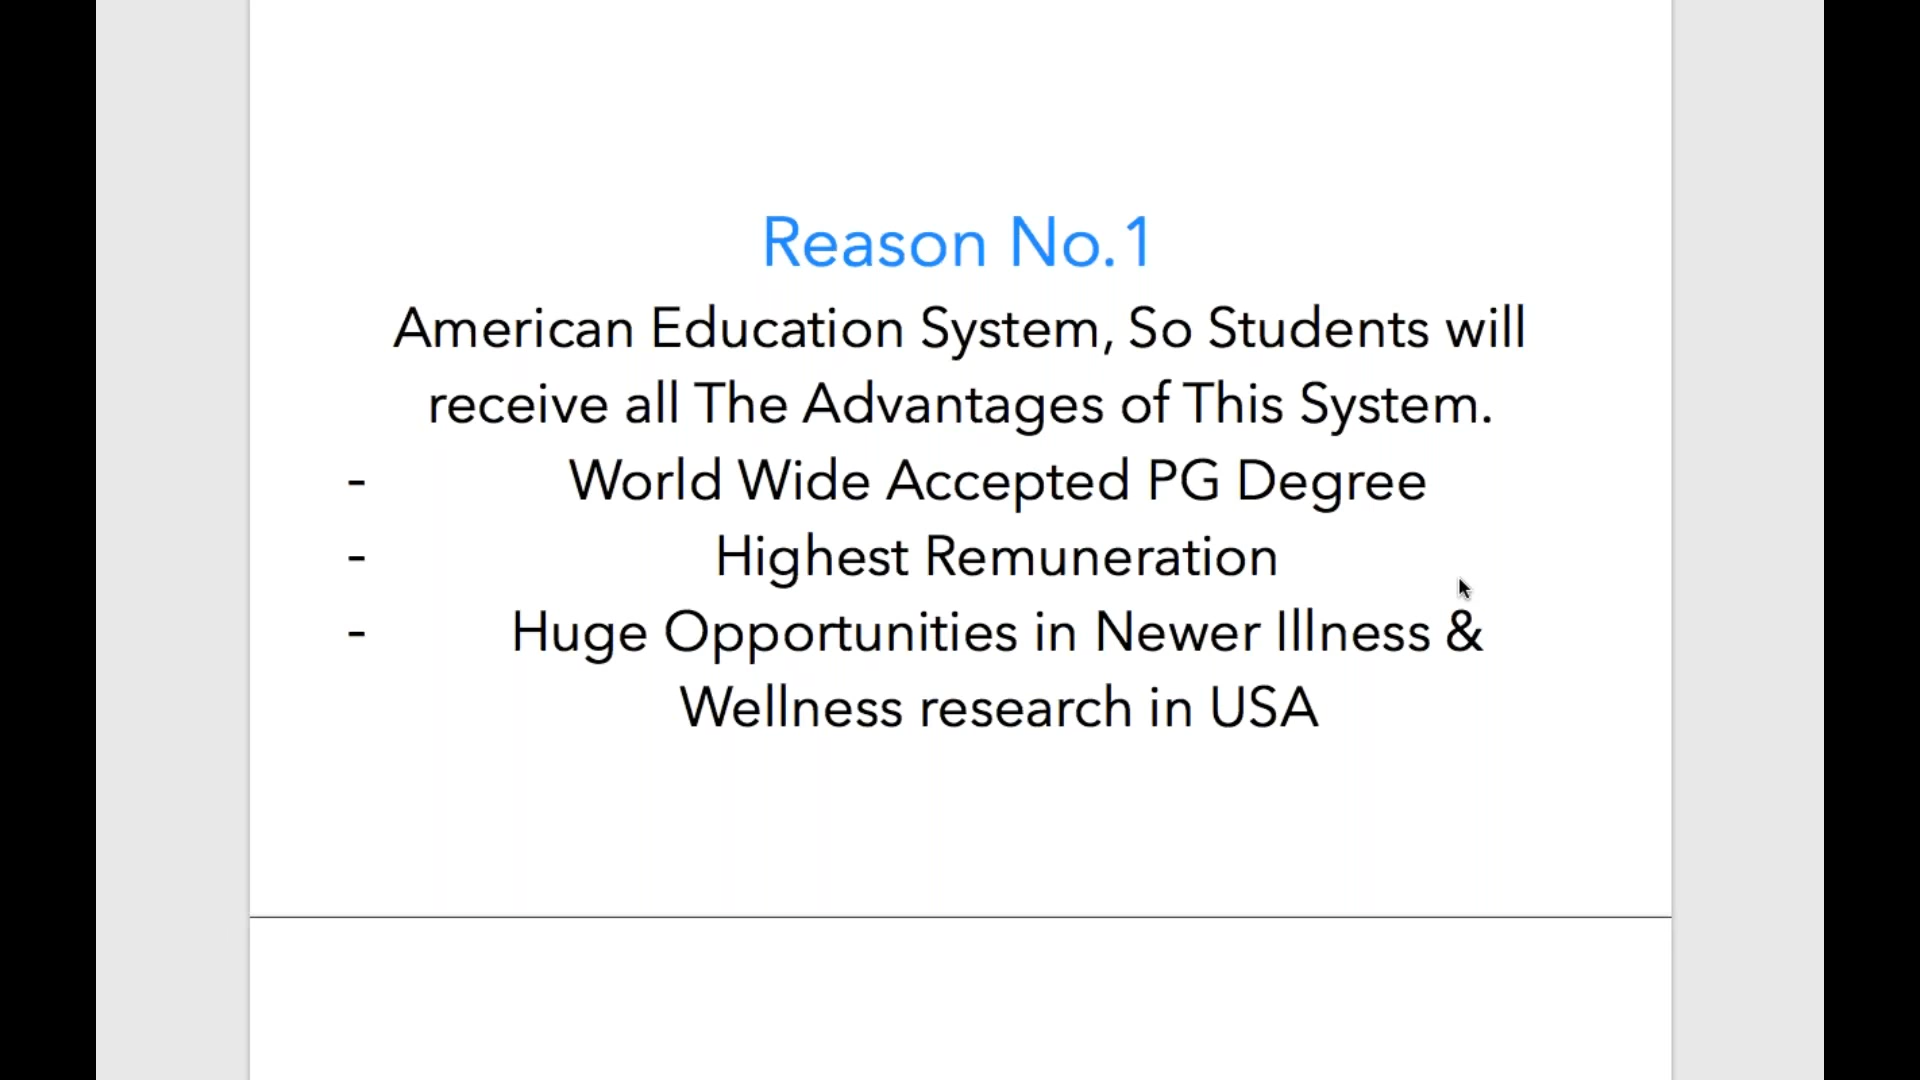 Reason No.1
American Education System, So Students will
receive all The Advantages of This System.
- World Wide Accepted PG Degree
- Highest Remuneration
- Huge Opportunities in Newer Illness &
Wellness research in USA